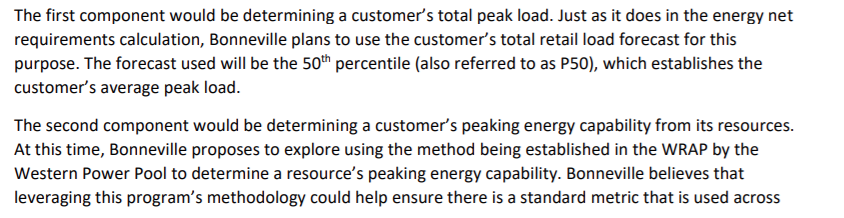 The first component would be determining a customer's total peak load. Just as it does in the energy net
requirements calculation, Bonneville plans to use the customer's total retail load forecast for this
purpose. The forecast used will be the 50th percentile (also referred to as P50), which establishes the
customer's average peak load.
The second component would be determining a customer's peaking energy capability from its resources.
At this time, Bonneville proposes to explore using the method being established in the WRAP by the
Western Power Pool to determine a resource's peaking energy capability. Bonneville believes that
leveraging this program's methodology could help ensure there is a standard metric that is used across